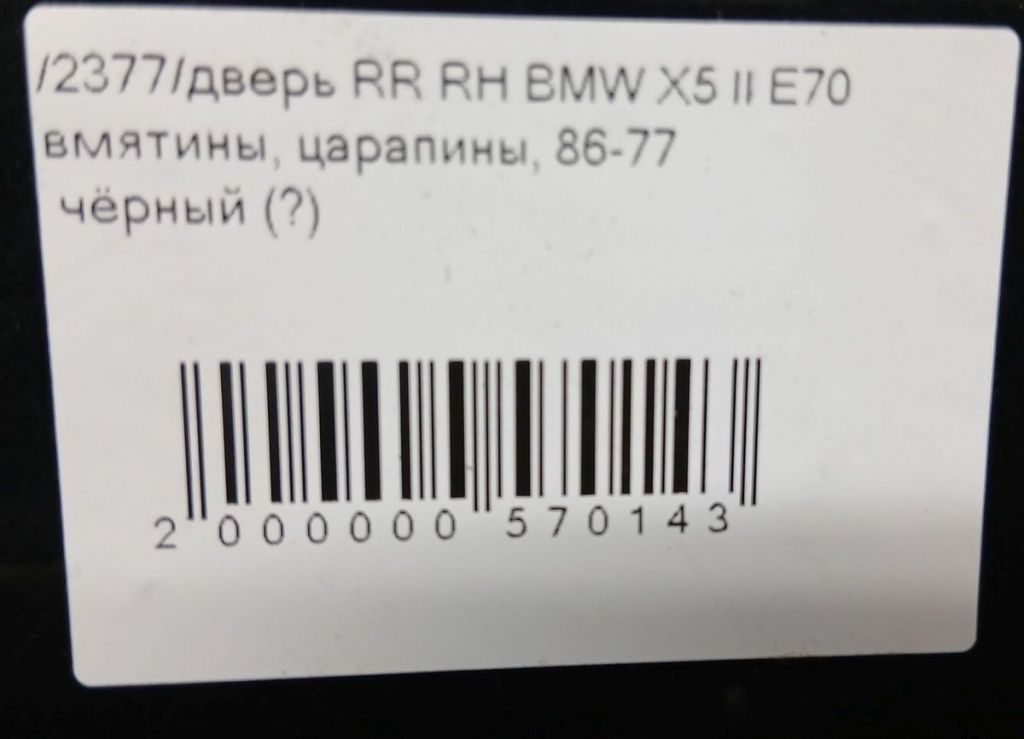 /2377/дверь RR RH BMW X5 II E70
вмятины, царапины, 86-77
чёрный (?)
2 000000 570143